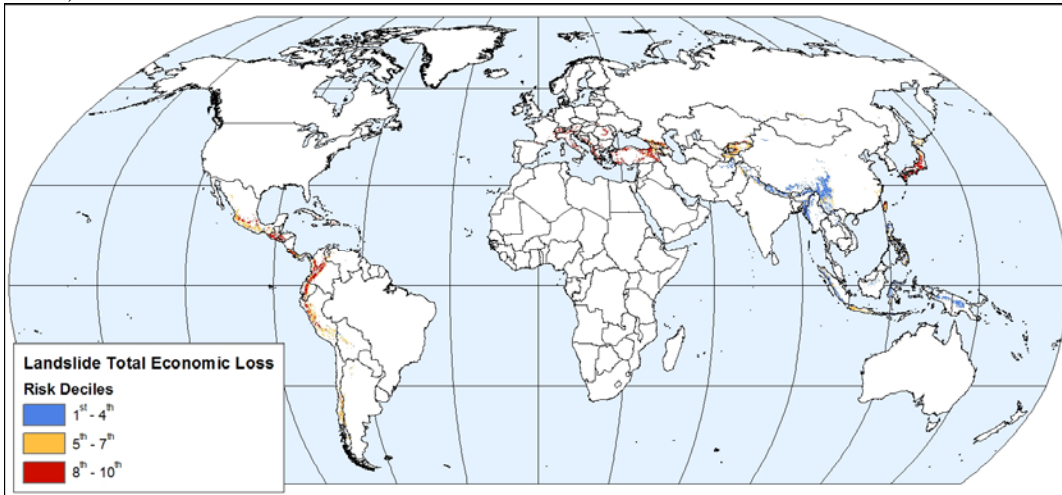 Landslide Total Economic Loss
Risk Deciles
1st - 4th
5th - 7th
8th - 10th